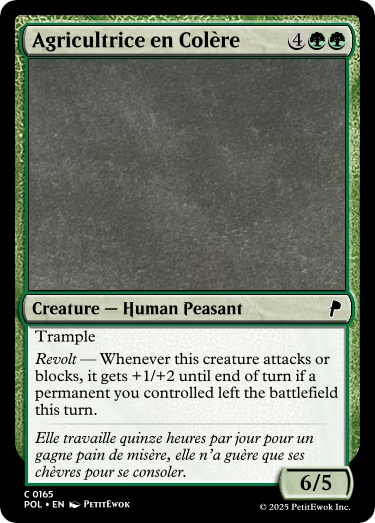 Agricultrice en Colère 4
Creature — Human Peasant
Trample
Revolt — Whenever this creature attacks or
blocks, it gets +1/+2 until end of turn if a
permanent you controlled left the battlefield
this turn.
Elle travaille quinze heures par jour pour un
gagne pain de misère, elle n'a guère que ses
chèvres pour se consoler.
6/5
C 0165
POL • EN PETITEWOK
© 2025 PetitEwok Inc.